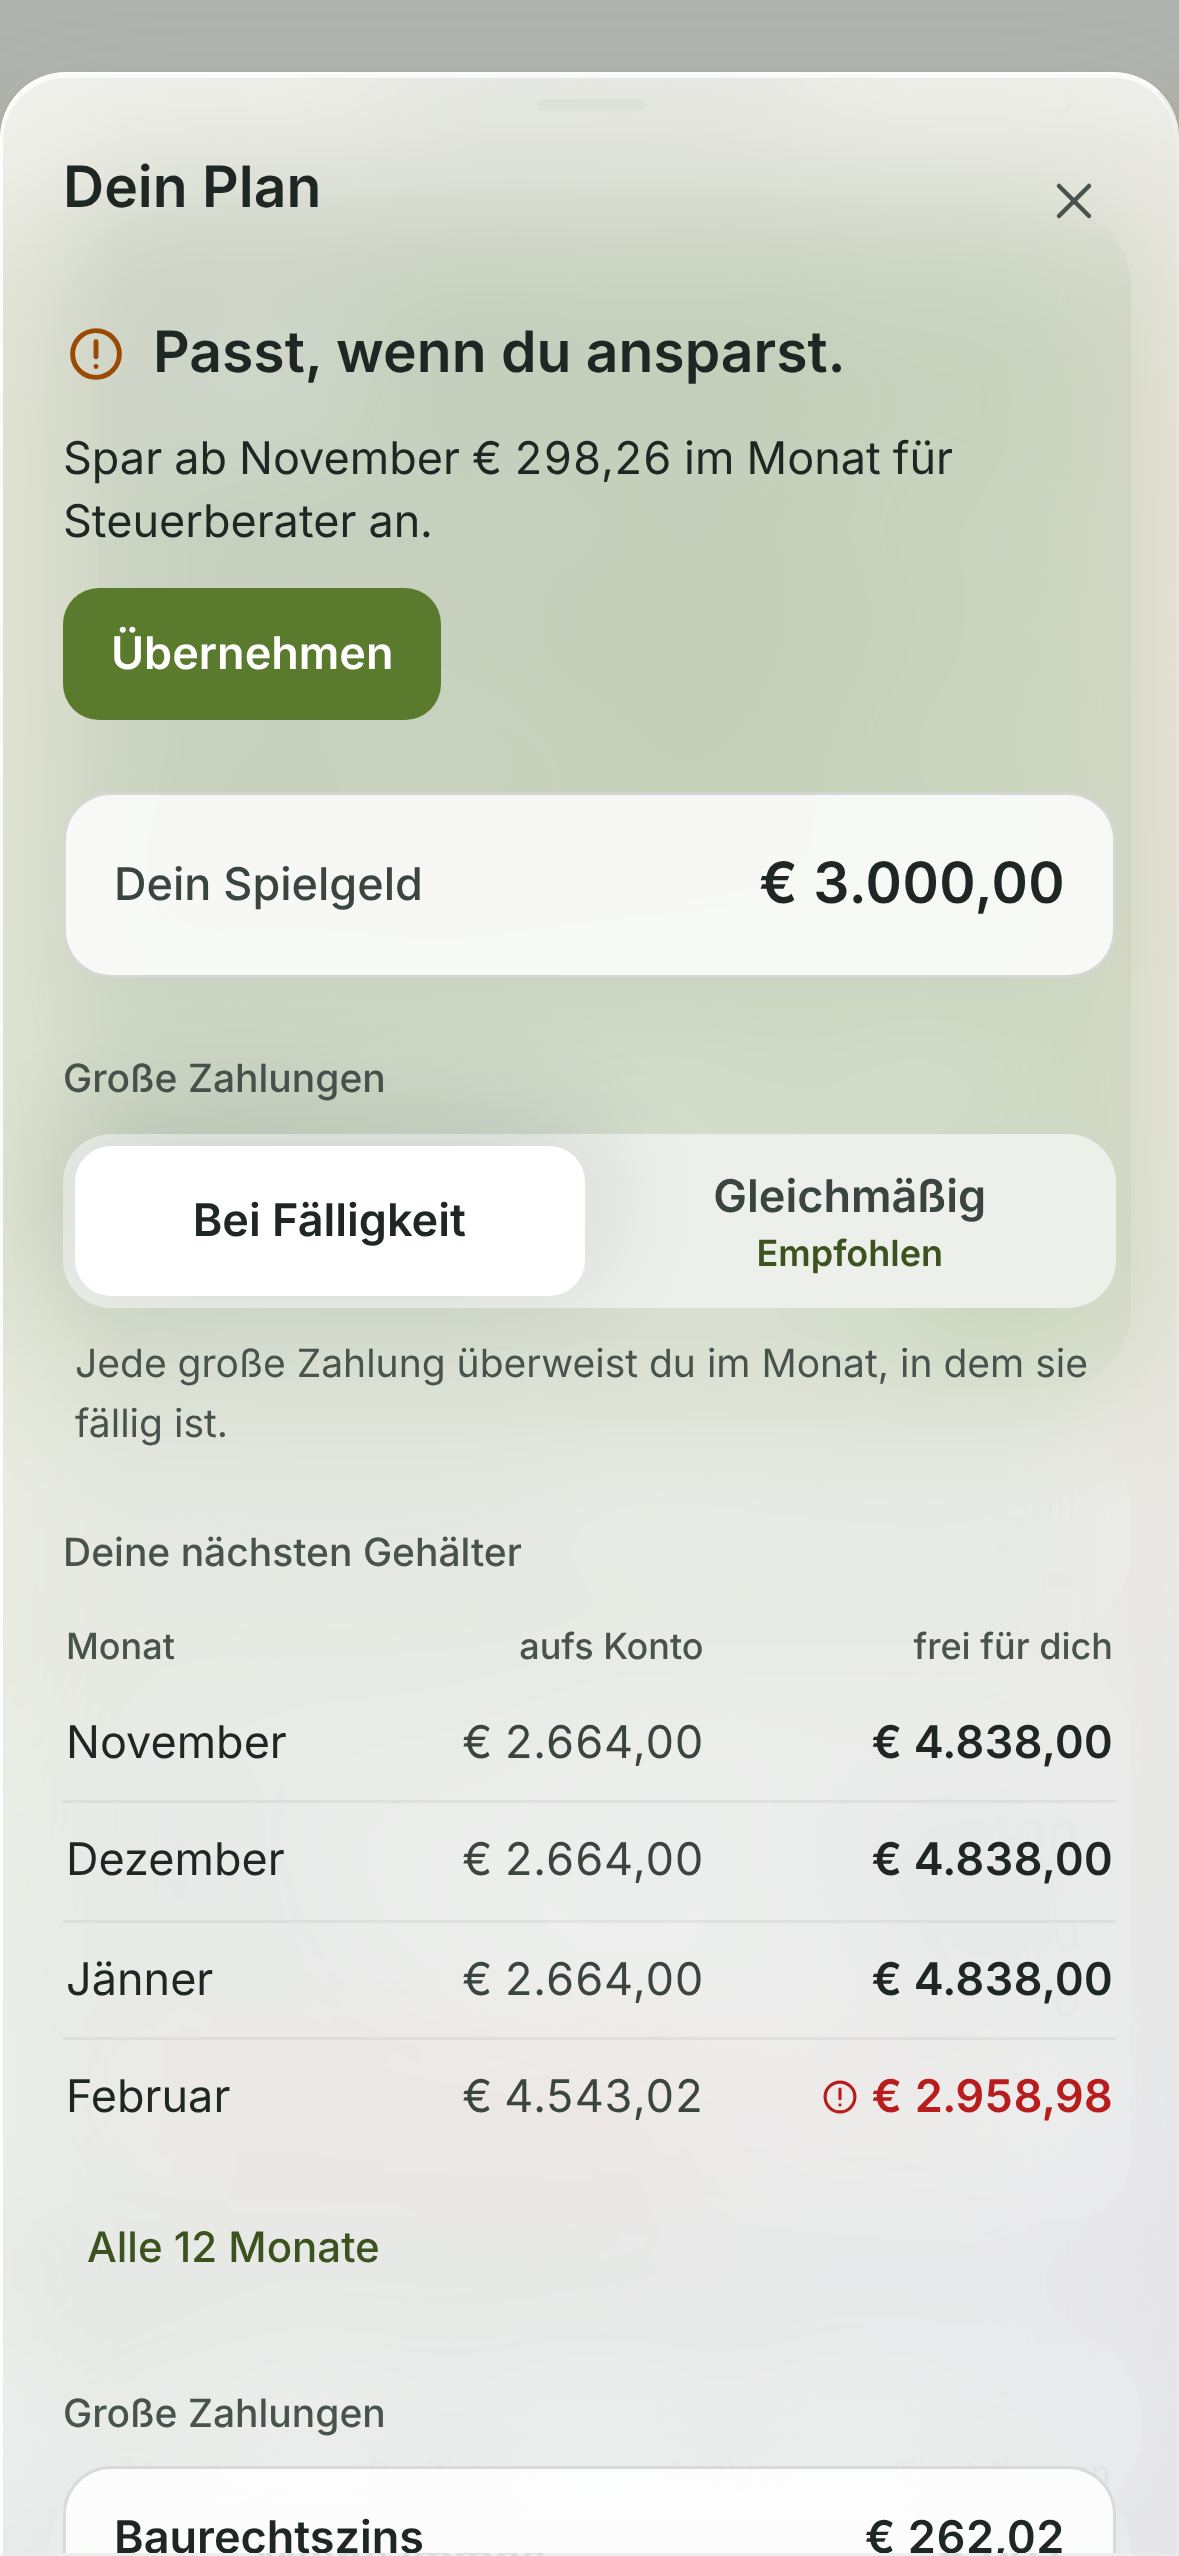 Dein Plan
Passt, wenn du ansparst.
Spar ab November € 298,26 im Monat für
Steuerberater an.
Übernehmen
Dein Spielgeld € 3.000,00
Große Zahlungen
Bei Fälligkeit
Gleichmäßig
Empfohlen
Jede große Zahlung überweist du im Monat, in dem sie
fällig ist.
Deine nächsten Gehälter
Monat aufs Konto frei für dich
November € 2.664,00 € 4.838,00
Dezember € 2.664,00 € 4.838,00
Jänner € 2.664,00 € 4.838,00
Februar € 4.543,02 € 2.958,98
Alle 12 Monate
Große Zahlungen
Baurechtszins € 262,02